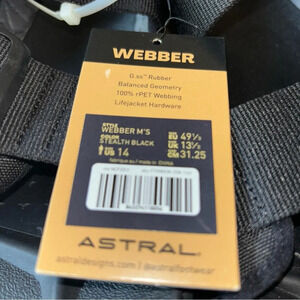 WEBBER
G.ss™ Rubber
Balanced Geometry
100% rPET Webbing
Lifejacket Hardware
STYLE
WEBBER M'S
COLOR
STEALTH BLACK
US 14
EU 49⅓
UK 13½
CM 31.25
fabriqué au / made in CHINA
ASTRAL
astraldesigns.com | @astralfootwear